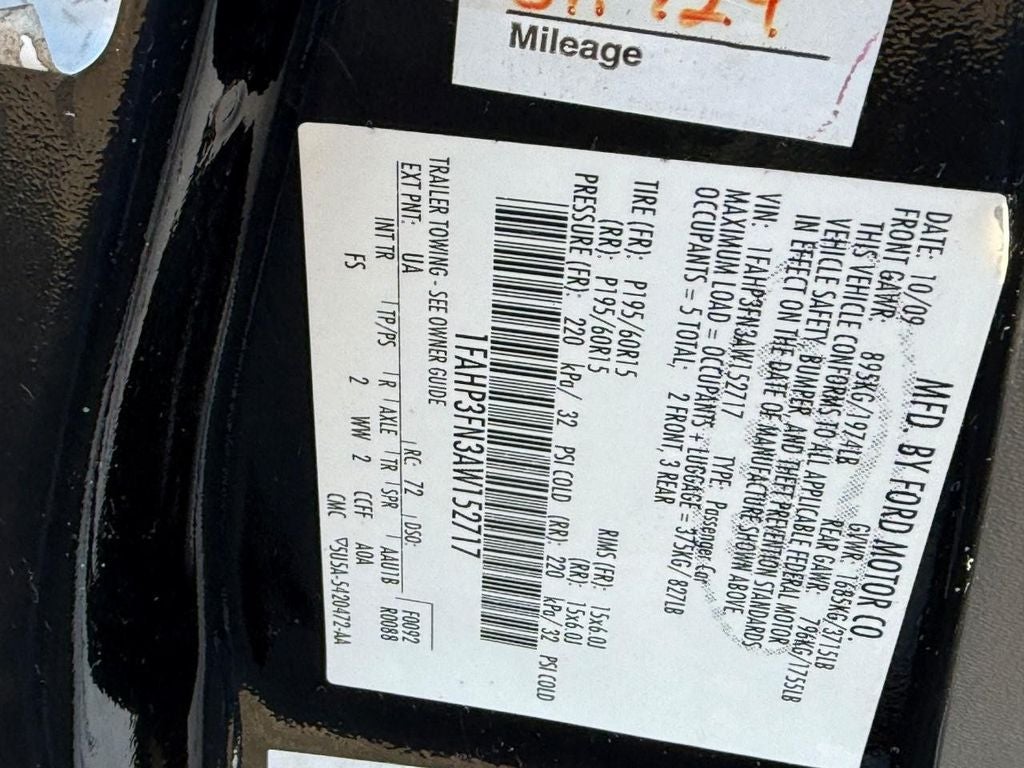 Mileage
MFD. BY FORD MOTOR CO.
DATE: 10/09 GVWR: 1685KG/3715LB
FRONT GAWR: 895KG/1974LB REAR GAWR: 796KG/1755LB
THIS VEHICLE CONFORMS TO ALL APPLICABLE FEDERAL MOTOR
VEHICLE SAFETY, BUMPER, AND THEFT PREVENTION STANDARDS
IN EFFECT ON THE DATE OF MANUFACTURE SHOWN ABOVE
VIN: 1FAHP3FN3AW152717 TYPE: Passenger Car
MAXIMUM LOAD = OCCUPANTS + LUGGAGE = 375KG/ 827LB
OCCUPANTS = 5 TOTAL, 2 FRONT, 3 REAR
TIRE (FR): P195/60R15 RIMS (FR): 15x6.0J
(RR): P195/60R15 (RR): 15x6.0J
PRESSURE (FR): 220 kPa/ 32 PSI COLD (RR) 220 kPa/ 32 PSI COLD
1FAHP3FN3AW152717
TRAILER TOWING - SEE OWNER GUIDE F0092
EXT PNT: UA RC: 72 DSO: R0088
INT TR TP/PS R AXLE TR SPR AAUTB
FS 2 WW 2 CCFF A0A
CMC ▽5U5A-5420472-AA